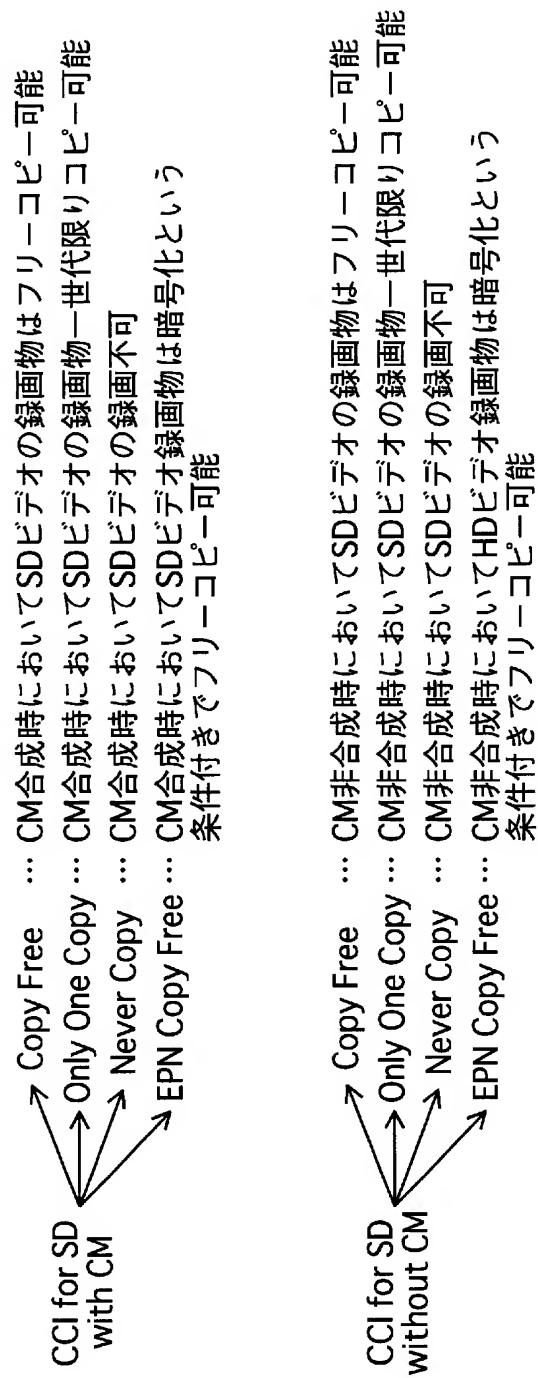 CCI for SD
with CM
Copy Free … CM合成時においてSDビデオの録画物はフリーコピー可能
Only One Copy … CM合成時においてSDビデオの録画物一世代限りコピー可能
Never Copy … CM合成時においてSDビデオの録画不可
EPN Copy Free … CM合成時においてSDビデオ録画物は暗号化という
条件付きでフリーコピー可能
CCI for SD
without CM
Copy Free … CM非合成時においてSDビデオの録画物はフリーコピー可能
Only One Copy … CM非合成時においてSDビデオの録画物一世代限りコピー可能
Never Copy … CM非合成時においてSDビデオの録画不可
EPN Copy Free … CM非合成時においてHDビデオ録画物は暗号化という
条件付きでフリーコピー可能